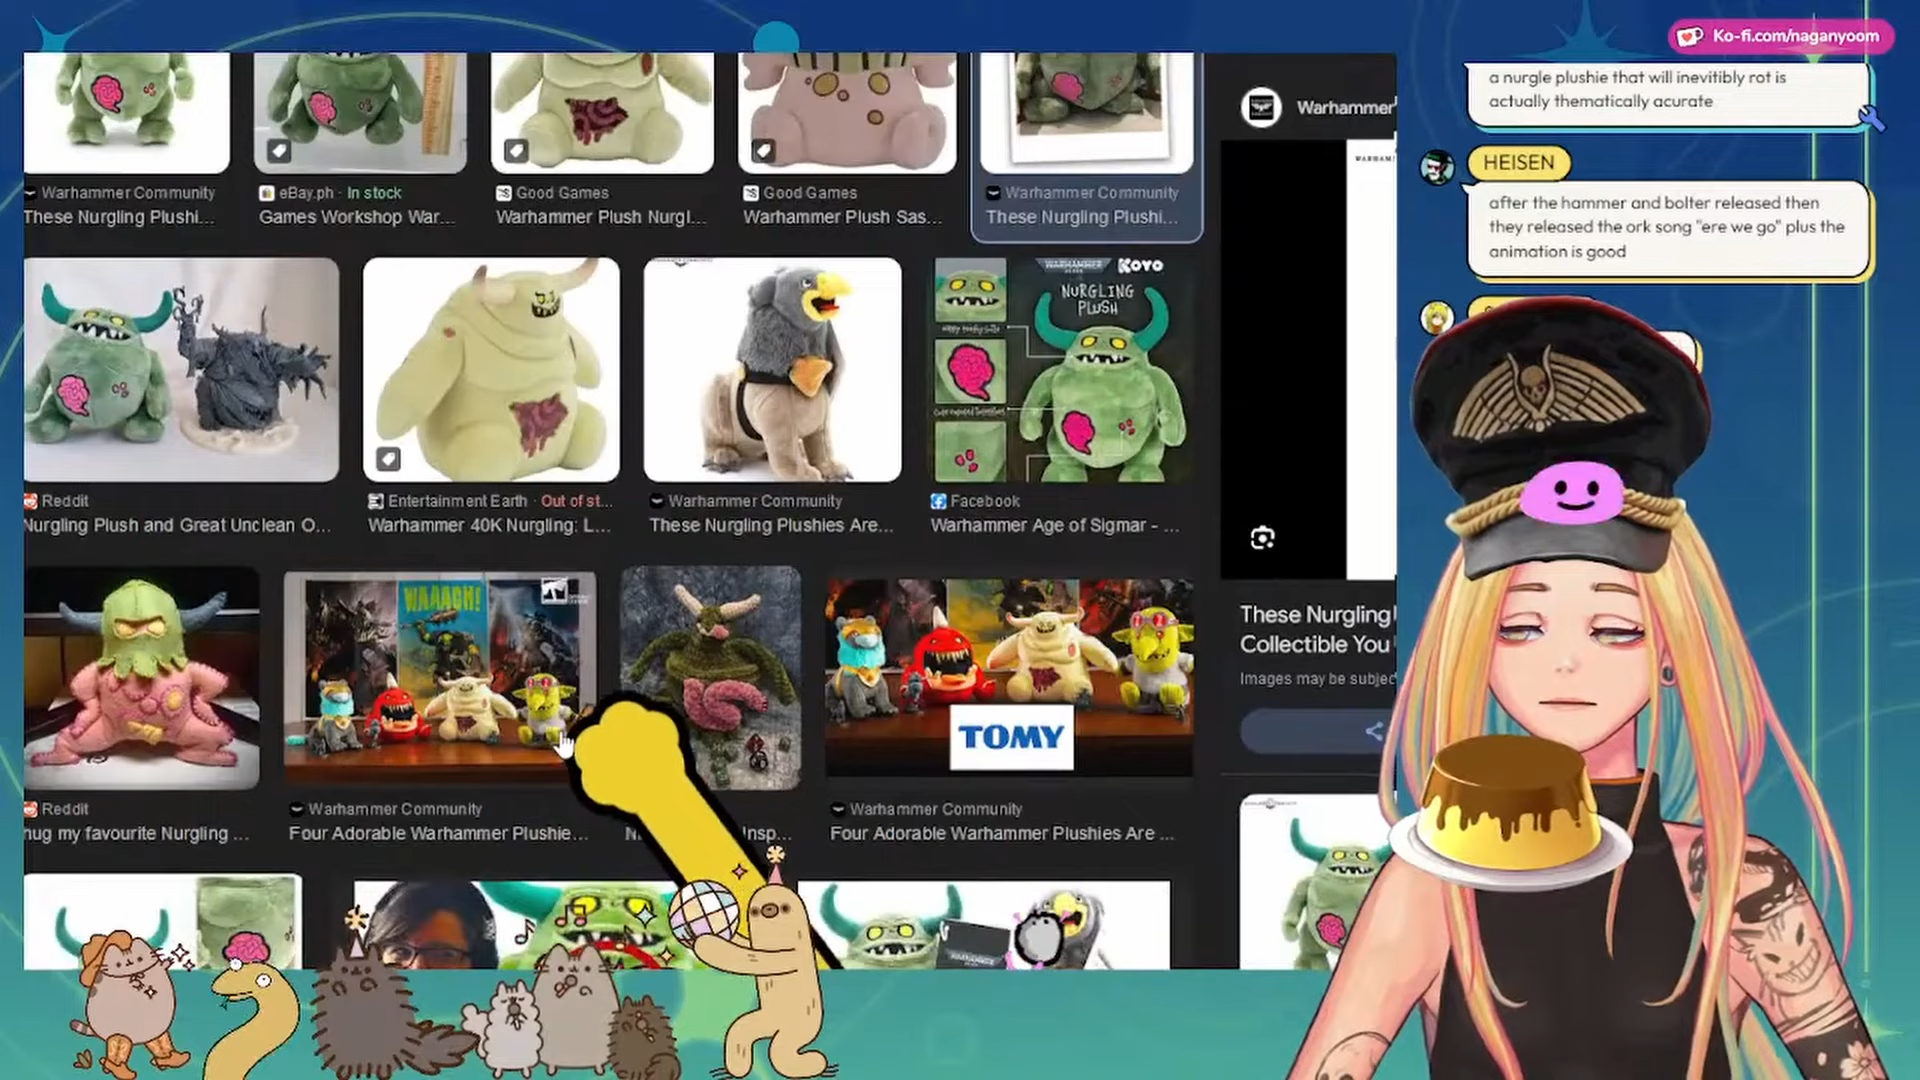 Ko-fi.com/naganyoom
a nurgle plushie that will inevitibly rot is
actually thematically acurate
HEISEN
after the hammer and bolter released then
they released the ork song "ere we go" plus the
animation is good
Warhammer
Warhammer Community
These Nurgling Plushi...
eBay.ph · In stock
Games Workshop War...
Good Games
Warhammer Plush Nurgl...
Good Games
Warhammer Plush Sas...
Warhammer Community
These Nurgling Plushi...
WARHAMMER
KOYO
NURGLING
PLUSH
Reddit
Nurgling Plush and Great Unclean O...
Entertainment Earth · Out of st...
Warhammer 40K Nurgling: L...
Warhammer Community
These Nurgling Plushies Are...
Facebook
Warhammer Age of Sigmar - ...
WAAAGH!
TOMY
These Nurgling
Collectible You
Images may be subjec
Reddit
hug my favourite Nurgling ...
Warhammer Community
Four Adorable Warhammer Plushie...
Insp...
Warhammer Community
Four Adorable Warhammer Plushies Are ...